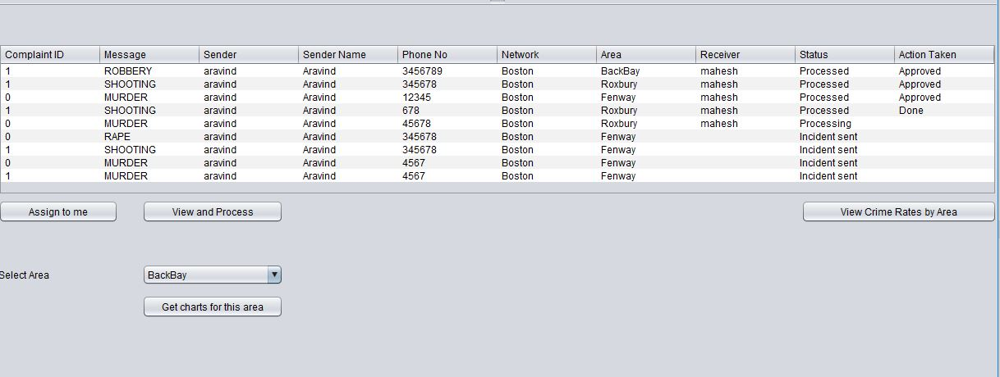 Complaint ID Message Sender Sender Name Phone No Network Area Receiver Status Action Taken
1 ROBBERY aravind Aravind 3456789 Boston BackBay mahesh Processed Approved
1 SHOOTING aravind Aravind 345678 Boston Roxbury mahesh Processed Approved
0 MURDER aravind Aravind 12345 Boston Fenway mahesh Processed Approved
1 SHOOTING aravind Aravind 678 Boston Roxbury mahesh Processed Done
0 MURDER aravind Aravind 45678 Boston Roxbury mahesh Processing
0 RAPE aravind Aravind 345678 Boston Fenway Incident sent
1 SHOOTING aravind Aravind 345678 Boston Fenway Incident sent
0 MURDER aravind Aravind 4567 Boston Fenway Incident sent
1 MURDER aravind Aravind 4567 Boston Fenway Incident sent
Assign to me View and Process View Crime Rates by Area
Select Area BackBay
Get charts for this area